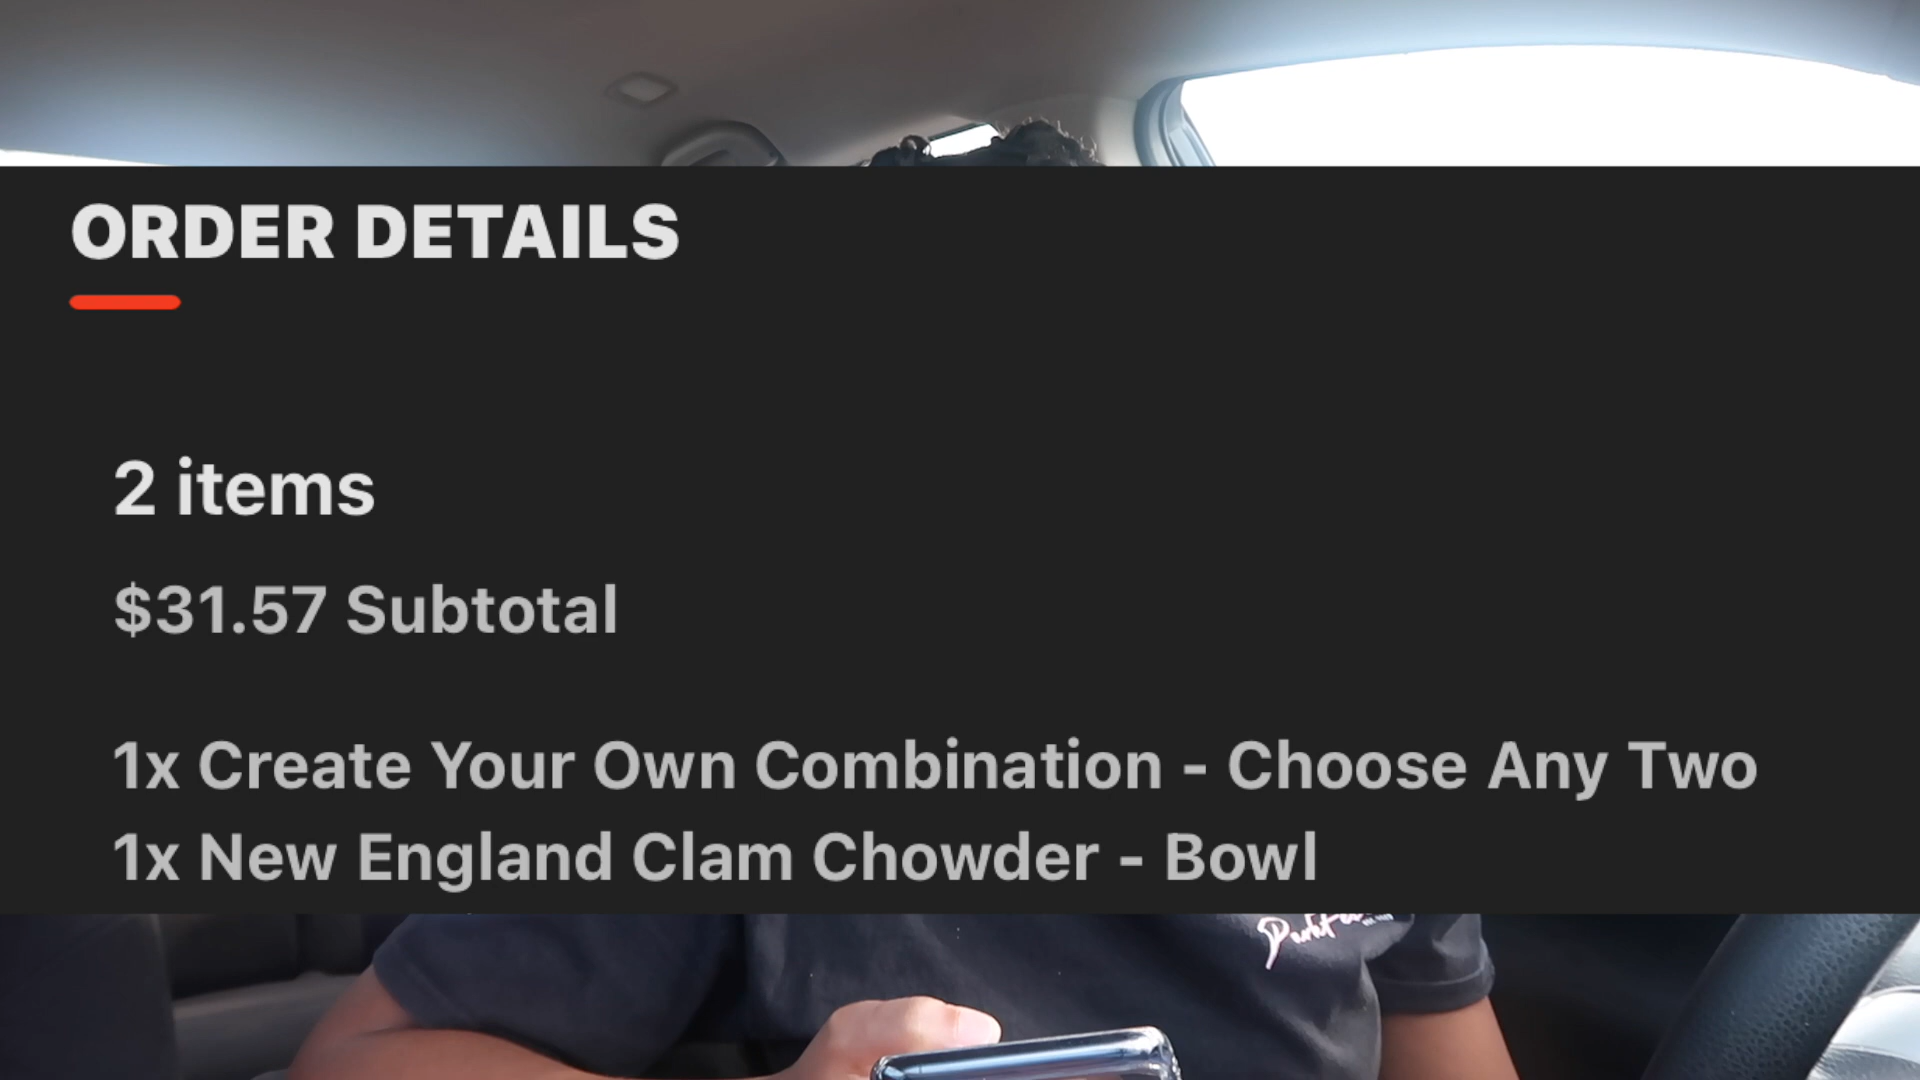 ORDER DETAILS
2 items
$31.57 Subtotal
1x Create Your Own Combination - Choose Any Two
1x New England Clam Chowder - Bowl